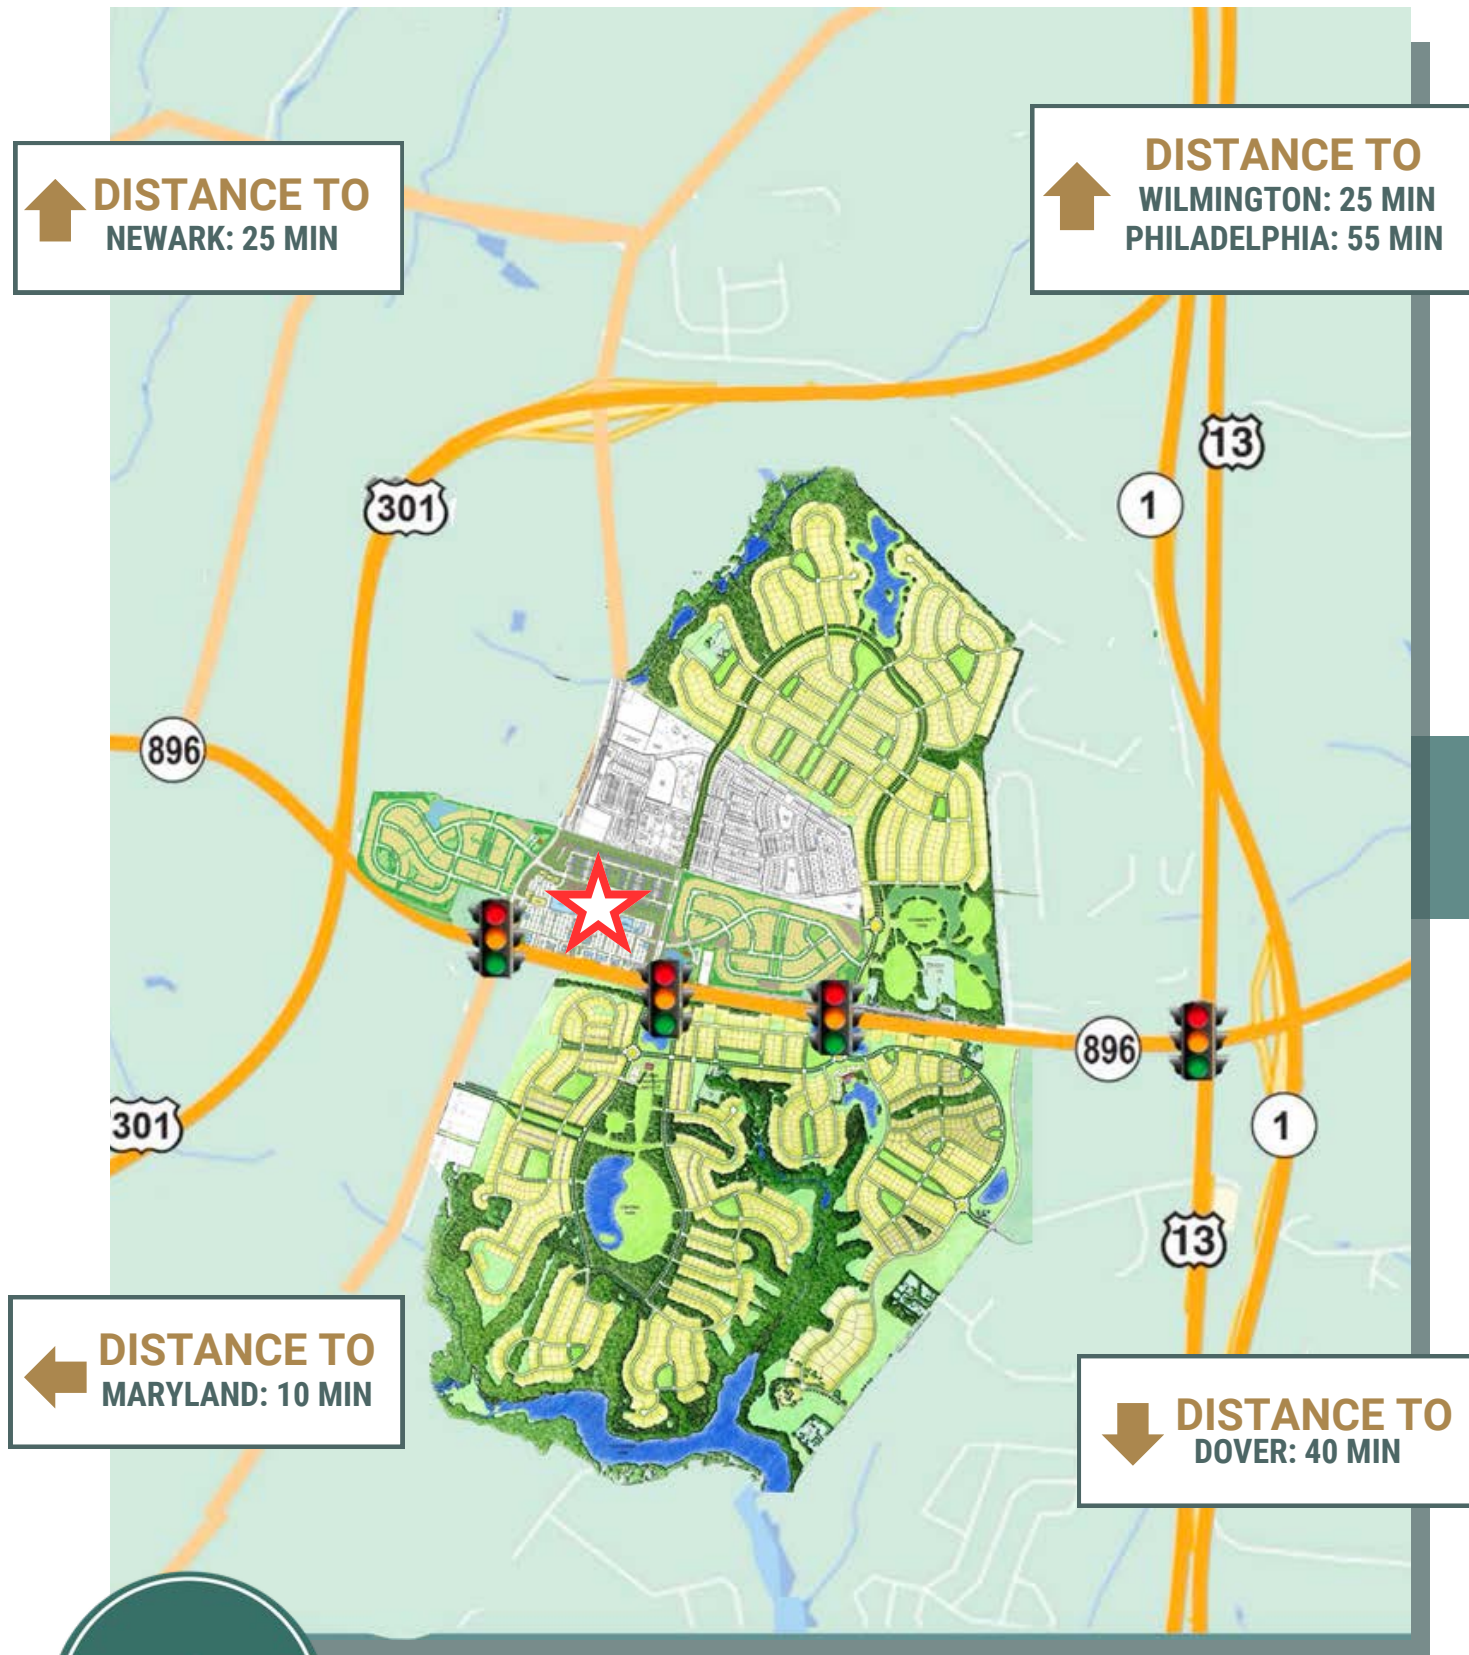 DISTANCE TO
NEWARK: 25 MIN
DISTANCE TO
WILMINGTON: 25 MIN
PHILADELPHIA: 55 MIN
13
1
301
896
896
301
1
13
DISTANCE TO
MARYLAND: 10 MIN
DISTANCE TO
DOVER: 40 MIN